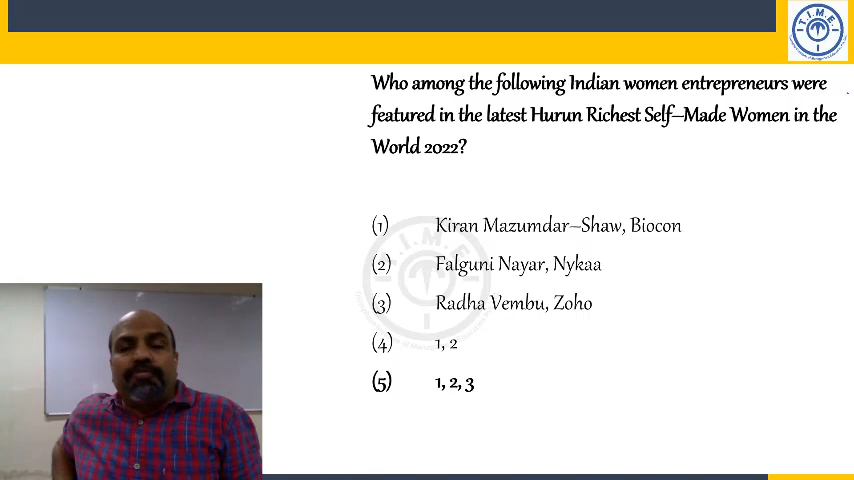 T.I.M.E.
Who among the following Indian women entrepreneurs were
featured in the latest Hurun Richest Self–Made Women in the
World 2022?
(1) Kiran Mazumdar–Shaw, Biocon
(2) Falguni Nayar, Nykaa
(3) Radha Vembu, Zoho
(4) 1, 2
(5) 1, 2, 3